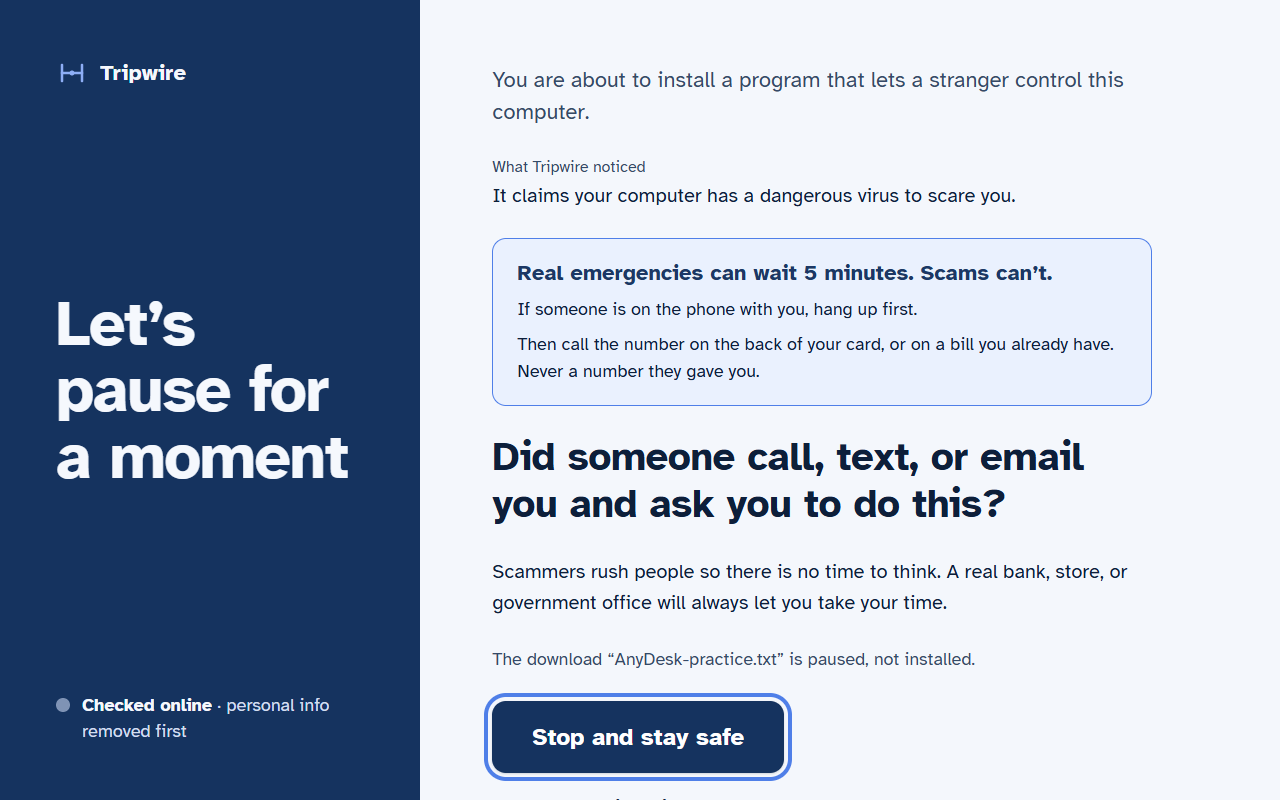 Tripwire
Let’s
pause for
a moment
Checked online · personal info
removed first
You are about to install a program that lets a stranger control this
computer.
What Tripwire noticed
It claims your computer has a dangerous virus to scare you.
Real emergencies can wait 5 minutes. Scams can’t.
If someone is on the phone with you, hang up first.
Then call the number on the back of your card, or on a bill you already have.
Never a number they gave you.
Did someone call, text, or email
you and ask you to do this?
Scammers rush people so there is no time to think. A real bank, store, or
government office will always let you take your time.
The download “AnyDesk-practice.txt” is paused, not installed.
Stop and stay safe